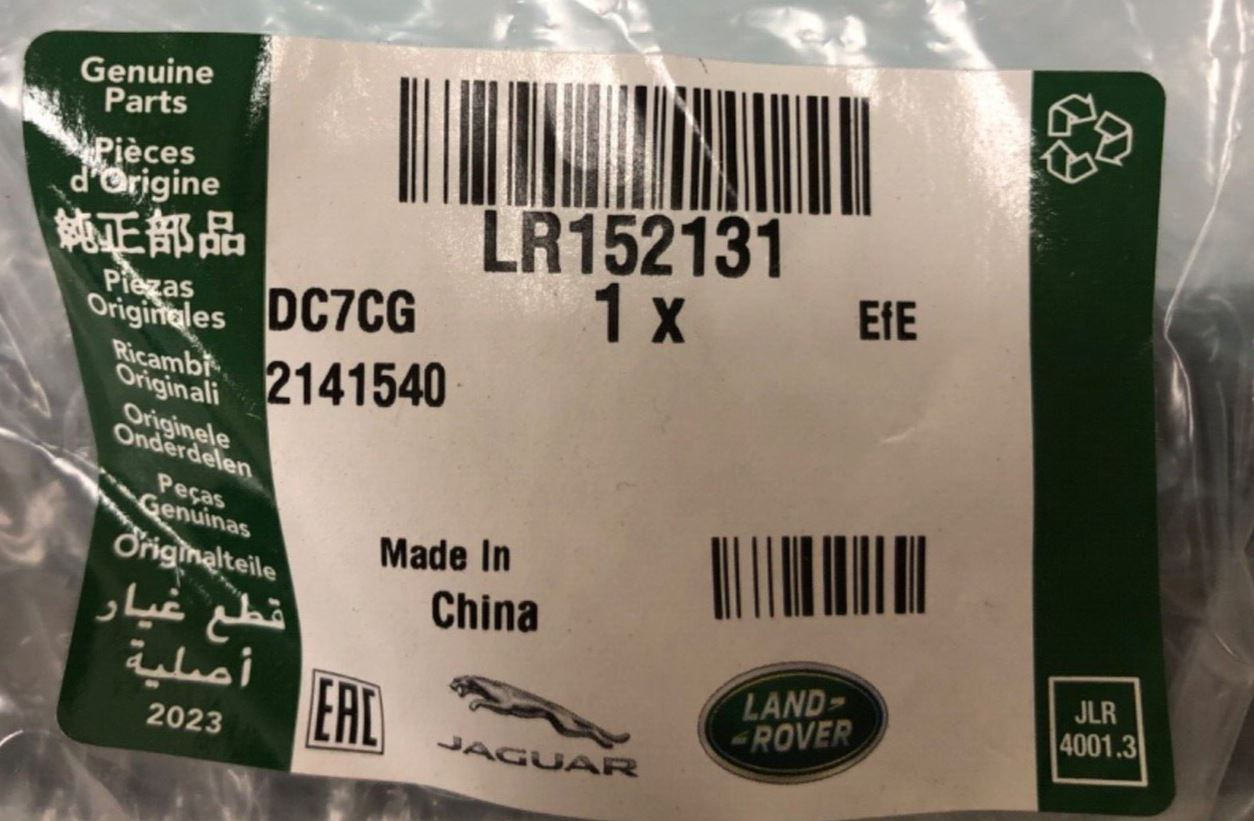 Genuine
Parts
Pièces
d'Origine
純正部品
Piezas
Originales
Ricambi
Originali
Originele
Onderdelen
Peças
Genuinas
Originalteile
قطع غيار
أصلية
2023
LR152131
DC7CG
1 x
EfE
2141540
Made In
China
EAC
JAGUAR
LAND-
-ROVER
JLR
4001.3